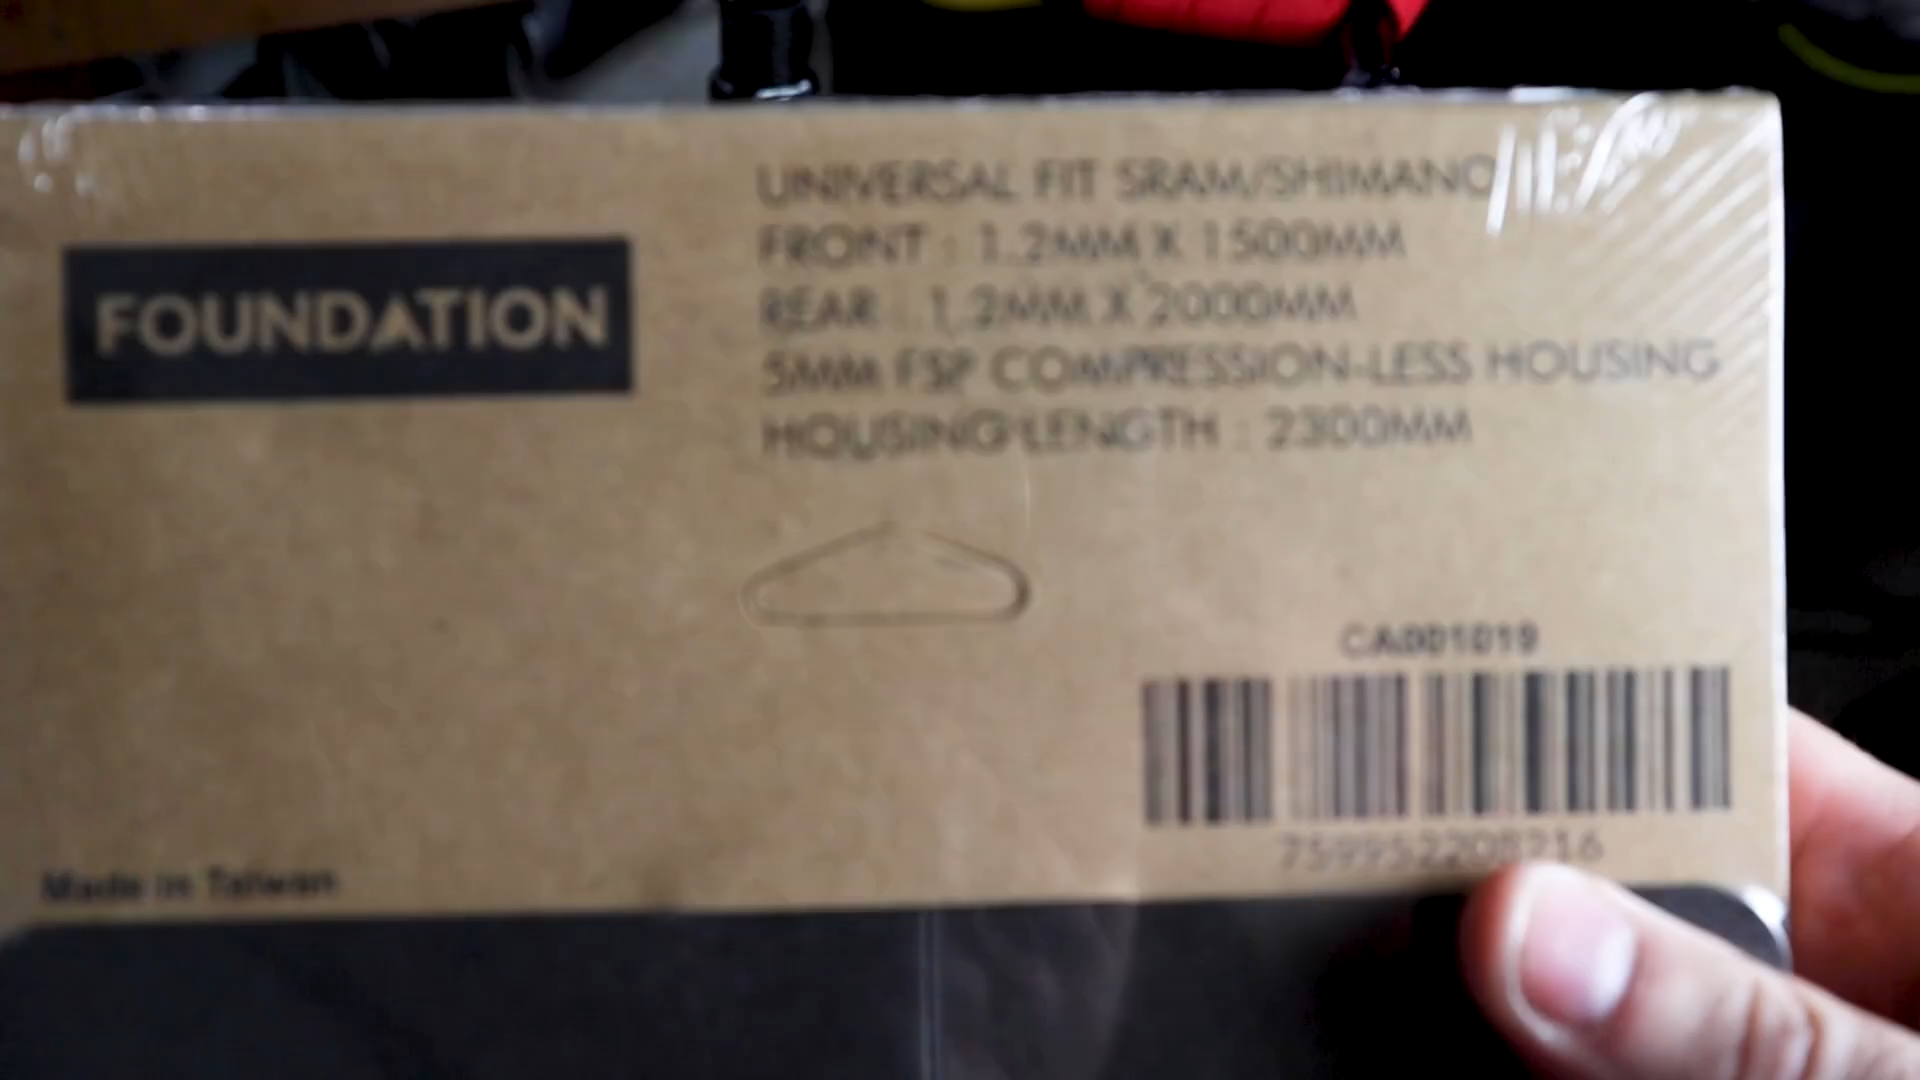 FOUNDATION
UNIVERSAL FIT SRAM/SHIMANO
FRONT : 1.2MM X 1500MM
REAR : 1.2MM X 2000MM
5MM FSP COMPRESSION-LESS HOUSING
HOUSING LENGTH : 2300MM
CA001019
759952208216
Made in Taiwan